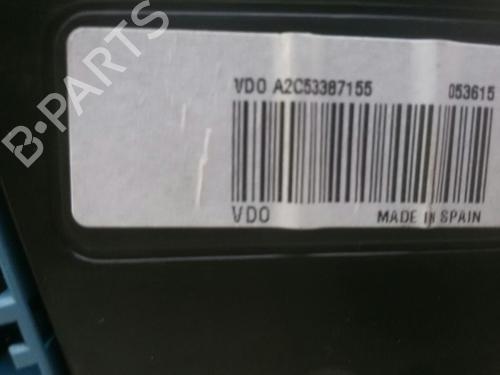 B-PARTS
VDO A2C53387155 053615
VDO MADE IN SPAIN